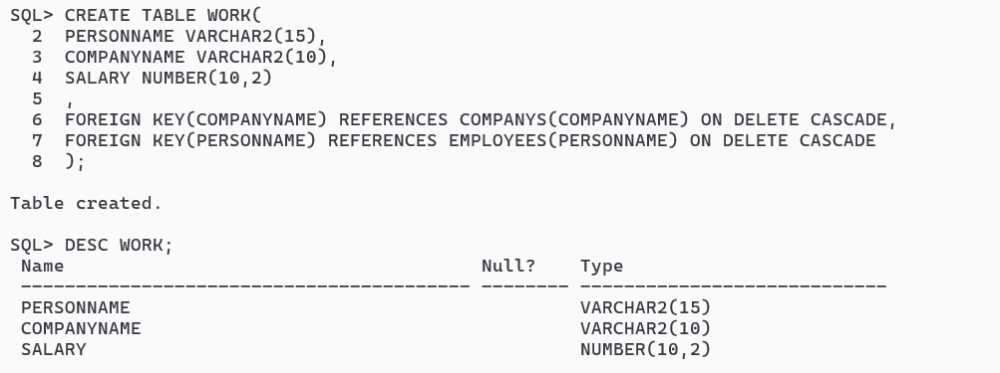 SQL> CREATE TABLE WORK(
2 PERSONNAME VARCHAR2(15),
3 COMPANYNAME VARCHAR2(10),
4 SALARY NUMBER(10,2)
5 ,
6 FOREIGN KEY(COMPANYNAME) REFERENCES COMPANYS(COMPANYNAME) ON DELETE CASCADE,
7 FOREIGN KEY(PERSONNAME) REFERENCES EMPLOYEES(PERSONNAME) ON DELETE CASCADE
8 );
Table created.
SQL> DESC WORK;
Name Null? Type
----------------------------------------- -------- ----------------------------
PERSONNAME VARCHAR2(15)
COMPANYNAME VARCHAR2(10)
SALARY NUMBER(10,2)